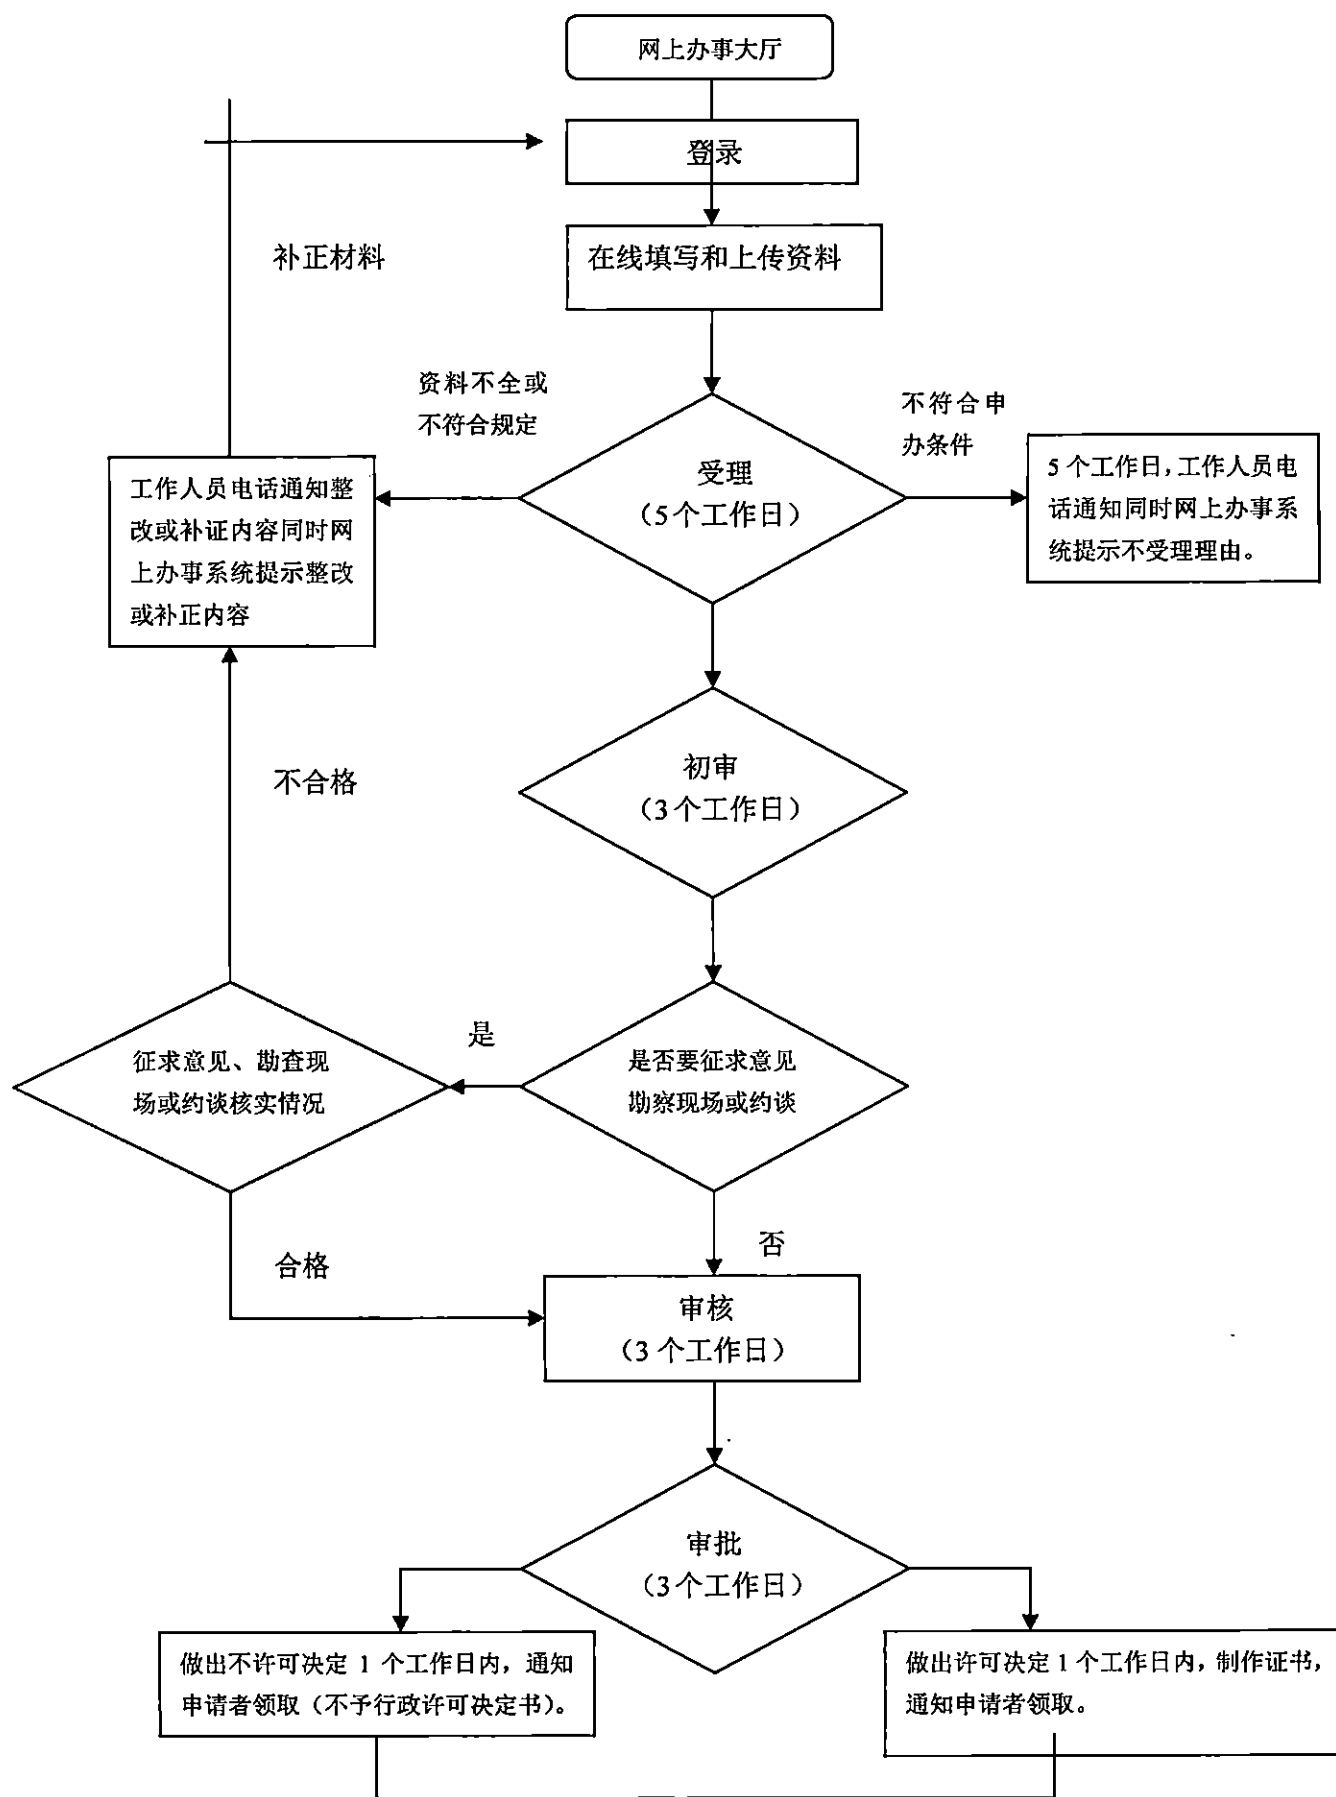 网上办事大厅
登录
补正材料
在线填写和上传资料
资料不全或
不符合规定
不符合申
办条件
工作人员电话通知整
改或补证内容同时网
上办事系统提示整改
或补正内容
受理
（5个工作日）
5个工作日，工作人员电
话通知同时网上办事系
统提示不受理理由。
不合格
初审
（3个工作日）
征求意见、勘查现
场或约谈核实情况
是
是否要征求意见
勘察现场或约谈
否
合格
审核
（3个工作日）
审批
（3个工作日）
做出不许可决定 1 个工作日内，通知
申请者领取（不予行政许可决定书）。
做出许可决定1个工作日内，制作证书，
通知申请者领取。